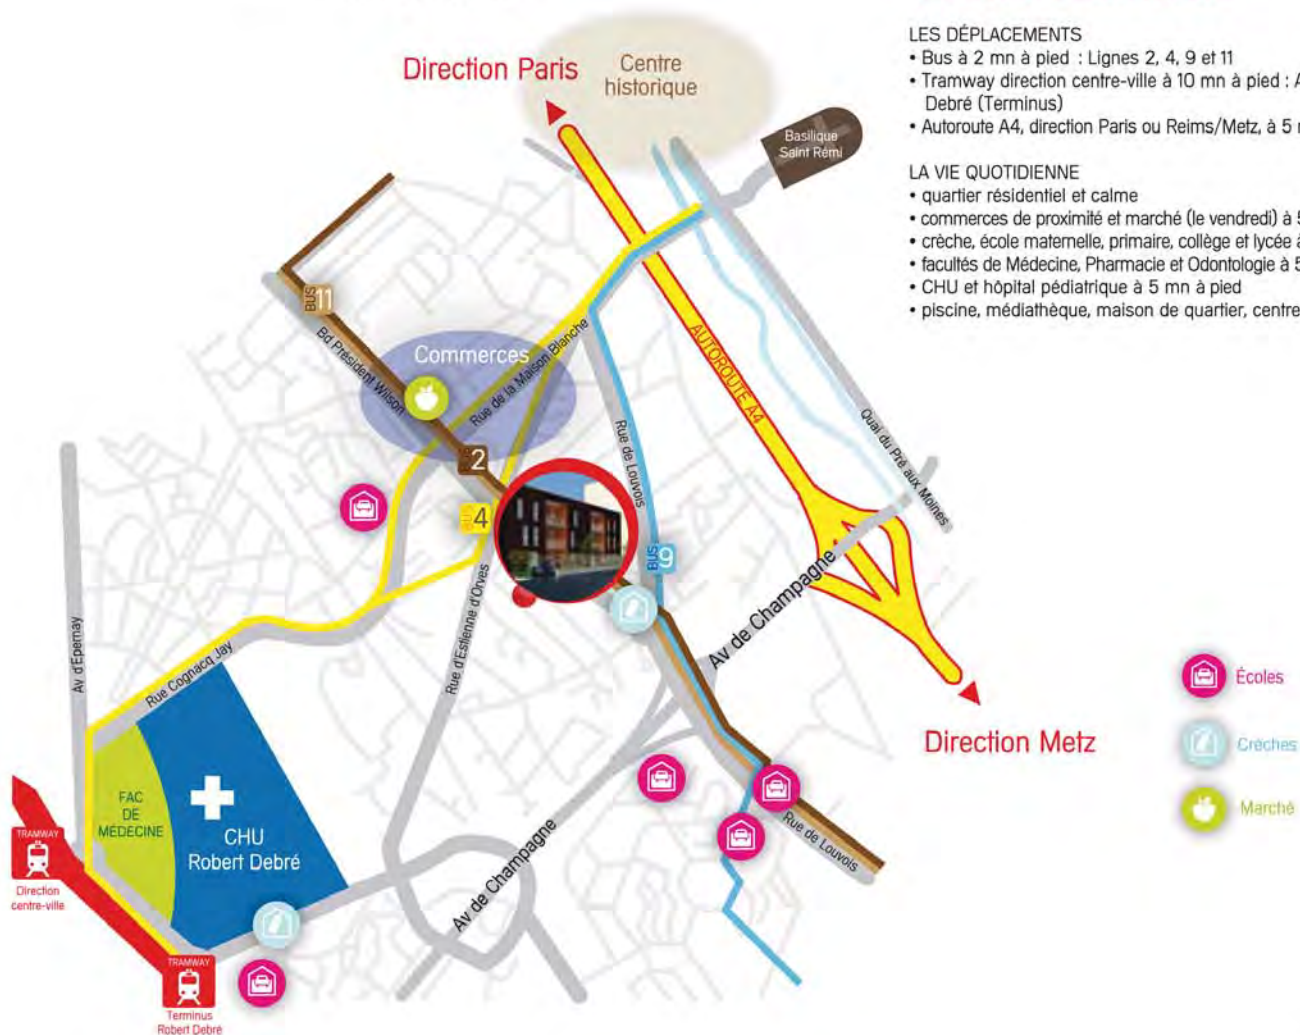 LES DÉPLACEMENTS
• Bus à 2 mn à pied : Lignes 2, 4, 9 et 11
• Tramway direction centre-ville à 10 mn à pied :
Debré (Terminus)
• Autoroute A4, direction Paris ou Reims/Metz, à 5
LA VIE QUOTIDIENNE
• quartier résidentiel et calme
• commerces de proximité et marché (le vendredi) à
• crèche, école maternelle, primaire, collège et lycée à
• facultés de Médecine, Pharmacie et Odontologie à 5
• CHU et hôpital pédiatrique à 5 mn à pied
• piscine, médiathèque, maison de quartier, centre
Direction Paris
Centre
historique
Basilique
Saint Rémi
BUS 11
Bd Président Wilson
Commerces
Rue de la Maison Blanche
AUTOROUTE A4
Rue de Louvois
Quai du Pré aux Moines
2
BUS 4
BUS 9
Av de Champagne
Rue d'Estienne d'Orves
Av d'Epernay
Rue Cognacq Jay
Direction Metz
FAC
DE
MÉDECINE
CHU
Robert Debré
Av de Champagne
Rue de Louvois
TRAMWAY
Direction
centre-ville
TRAMWAY
Terminus
Robert Debré
Écoles
Crèches
Marché